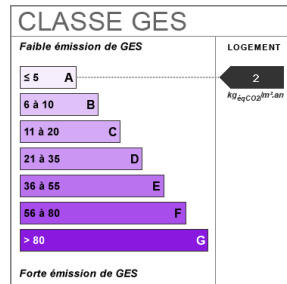 CLASSE GES
Faible émission de GES
LOGEMENT
≤ 5 A
2
kgéqCO2/m².an
6 à 10 B
11 à 20 C
21 à 35 D
36 à 55 E
56 à 80 F
> 80 G
Forte émission de GES